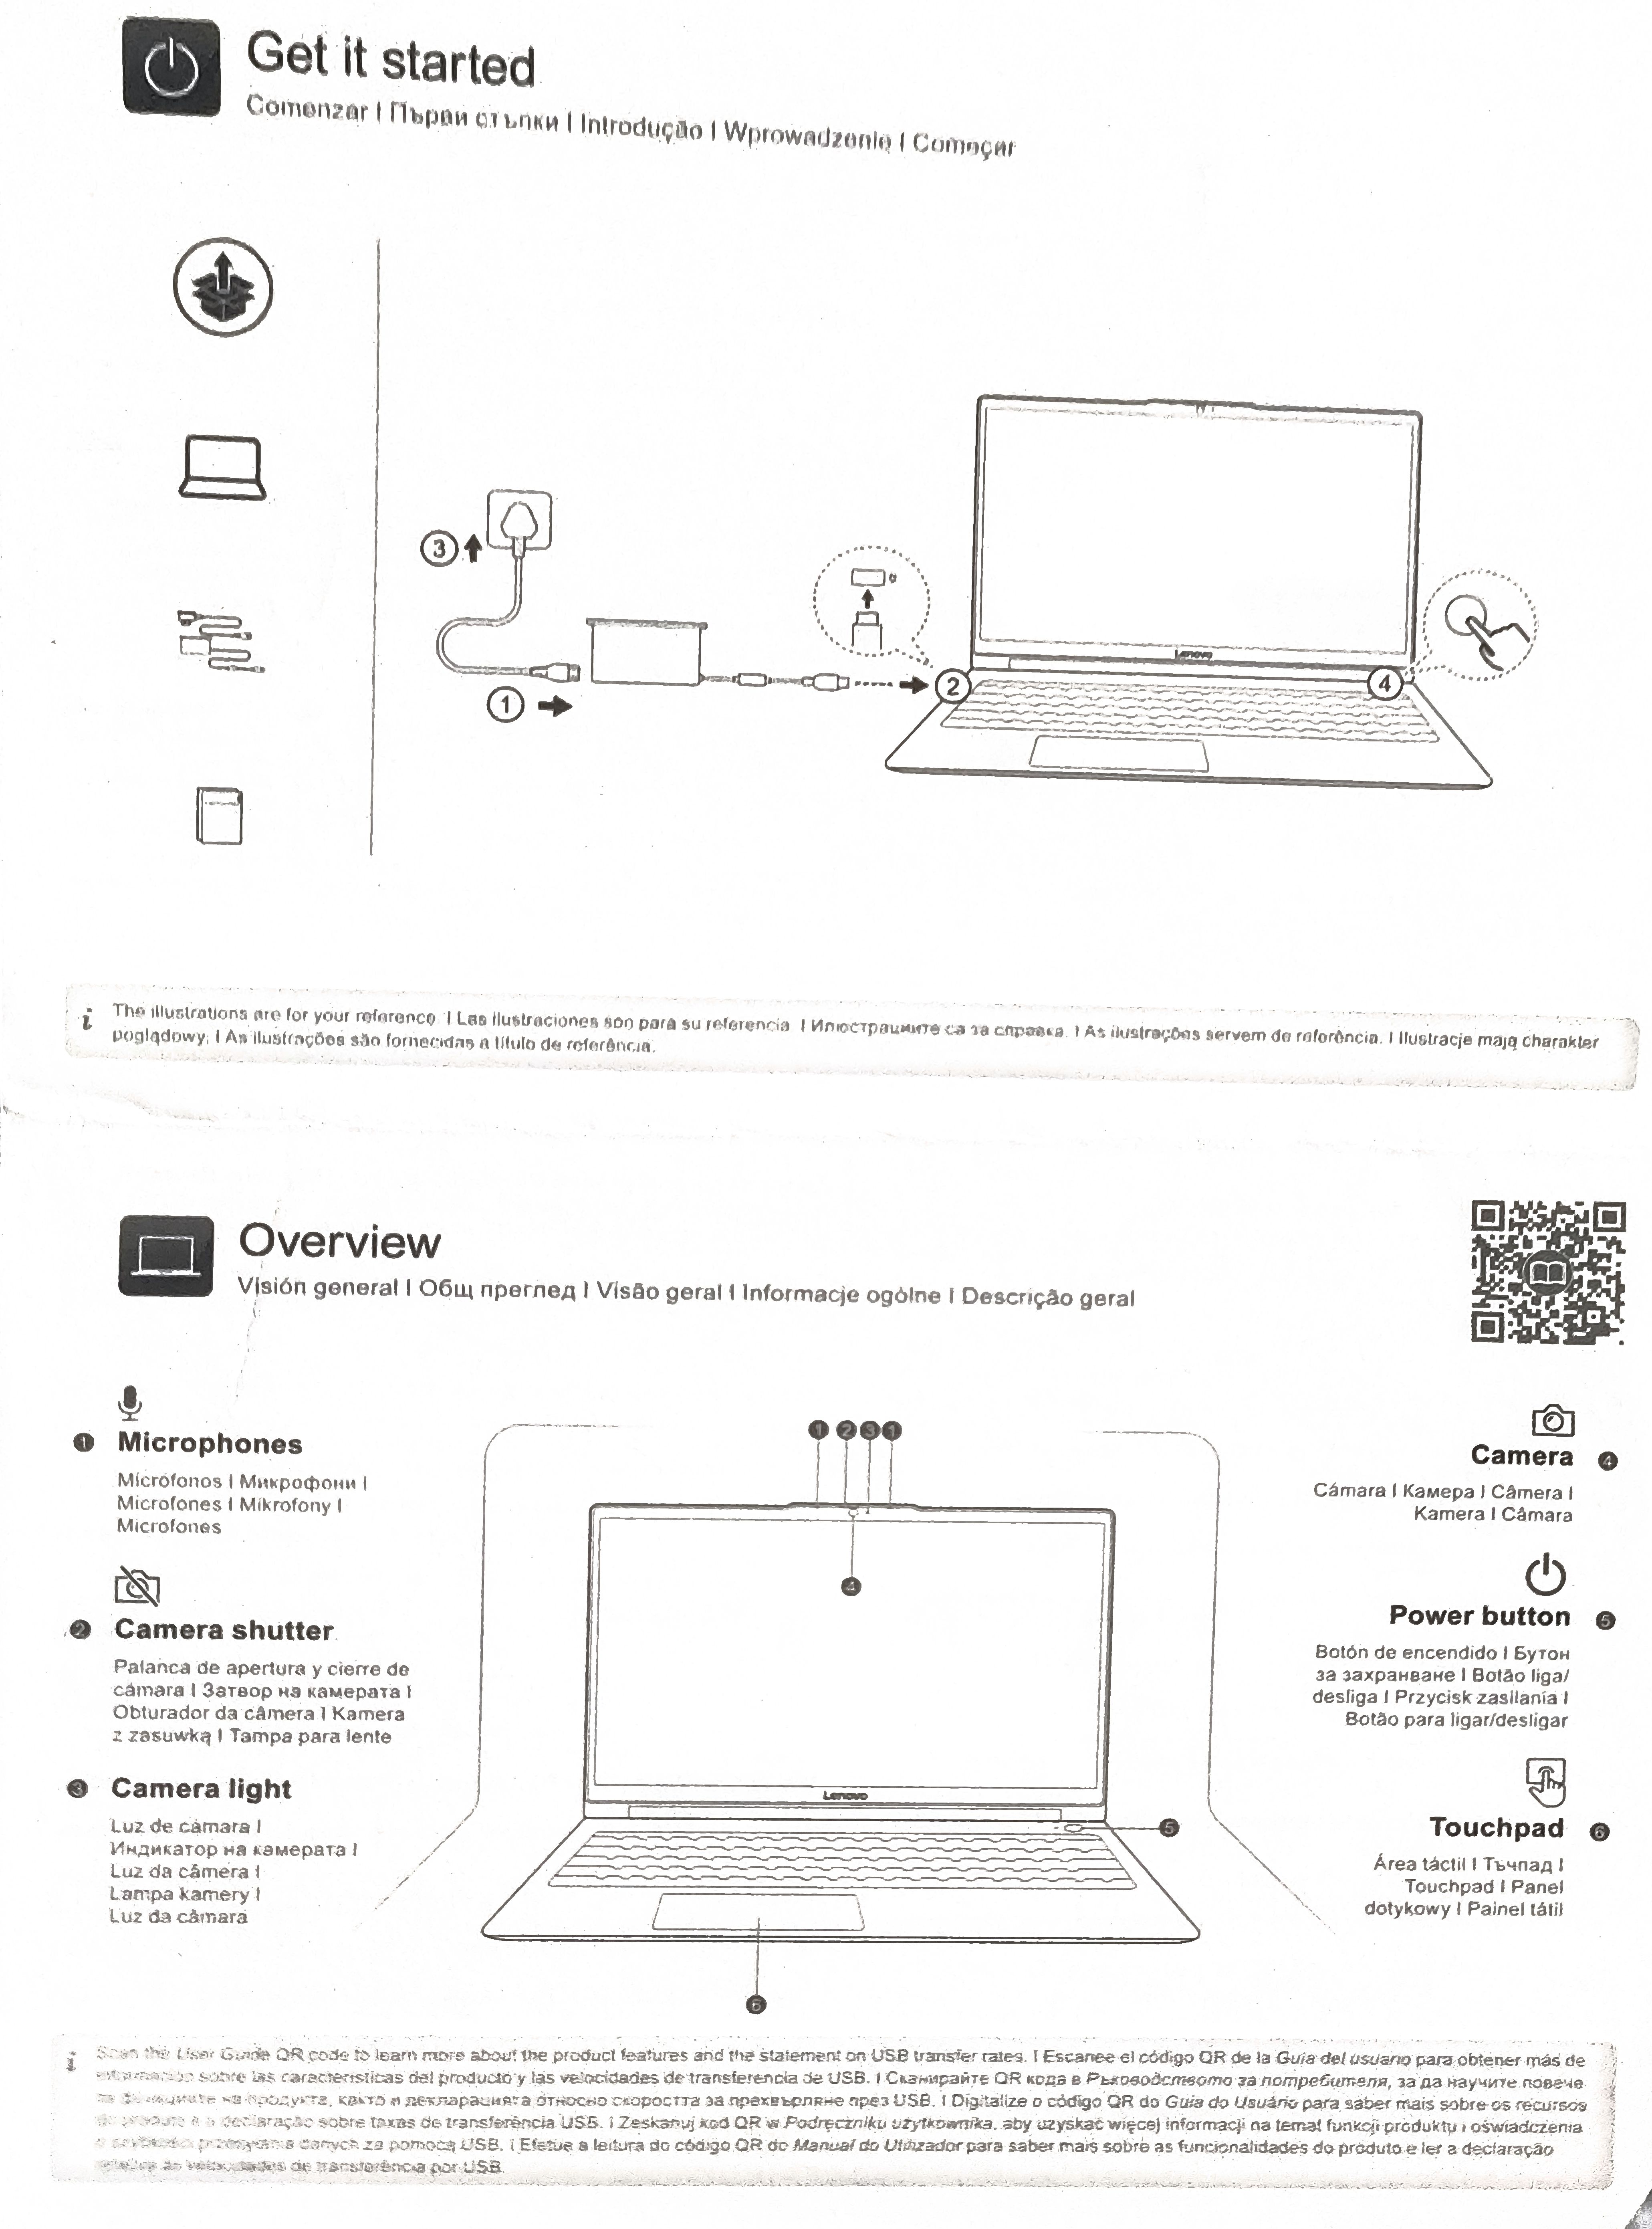 Get it started
Comenzar I Първи стъпки I Introdução I Wprowadzenie I Começar
3
1
2
4
Lenovo
i
The illustrations are for your reference. I Las ilustraciones son para su referencia. I Илюстрациите са за справка. I As ilustrações servem de referência. I Ilustracje mają charakter
poglądowy. I As ilustrações são fornecidas a título de referência.
Overview
Visión general I Общ преглед I Visão geral I Informacje ogólne I Descrição geral
1 2 3 1
1 Microphones
Micrófonos I Микрофони I
Microfones I Mikrofony I
Microfones
2 Camera shutter
Palanca de apertura y cierre de
cámara I Затвор на камерата I
Obturador da câmera I Kamera
z zasuwką I Tampa para lente
3 Camera light
Luz de cámara I
Индикатор на камерата I
Luz da câmera I
Lampa kamery I
Luz da câmara
4
Lenovo
5
6
Camera 4
Cámara I Камера I Câmera I
Kamera I Câmara
Power button 5
Botón de encendido I Бутон
за захранване I Botão liga/
desliga I Przycisk zasilania I
Botão para ligar/desligar
Touchpad 6
Área táctil I Тъчпад I
Touchpad I Panel
dotykowy I Painel tátil
i
Scan the User Guide QR code to learn more about the product features and the statement on USB transfer rates. I Escanee el código QR de la Guía del usuario para obtener más de
información sobre las características del producto y las velocidades de transferencia de USB. I Сканирайте QR кода в Ръководството за потребителя, за да научите повече
за функциите на продукта, както и декларацията относно скоростта за прехвърляне през USB. I Digitalize o código QR do Guia do Usuário para saber mais sobre os recursos
do produto e a declaração sobre taxas de transferência USB. I Zeskanuj kod QR w Podręczniku użytkownika, aby uzyskać więcej informacji na temat funkcji produktu i oświadczenia
o szybkości przesyłania danych za pomocą USB. I Efetue a leitura do código QR do Manual do Utilizador para saber mais sobre as funcionalidades do produto e ler a declaração
relativa às velocidades de transferência por USB.